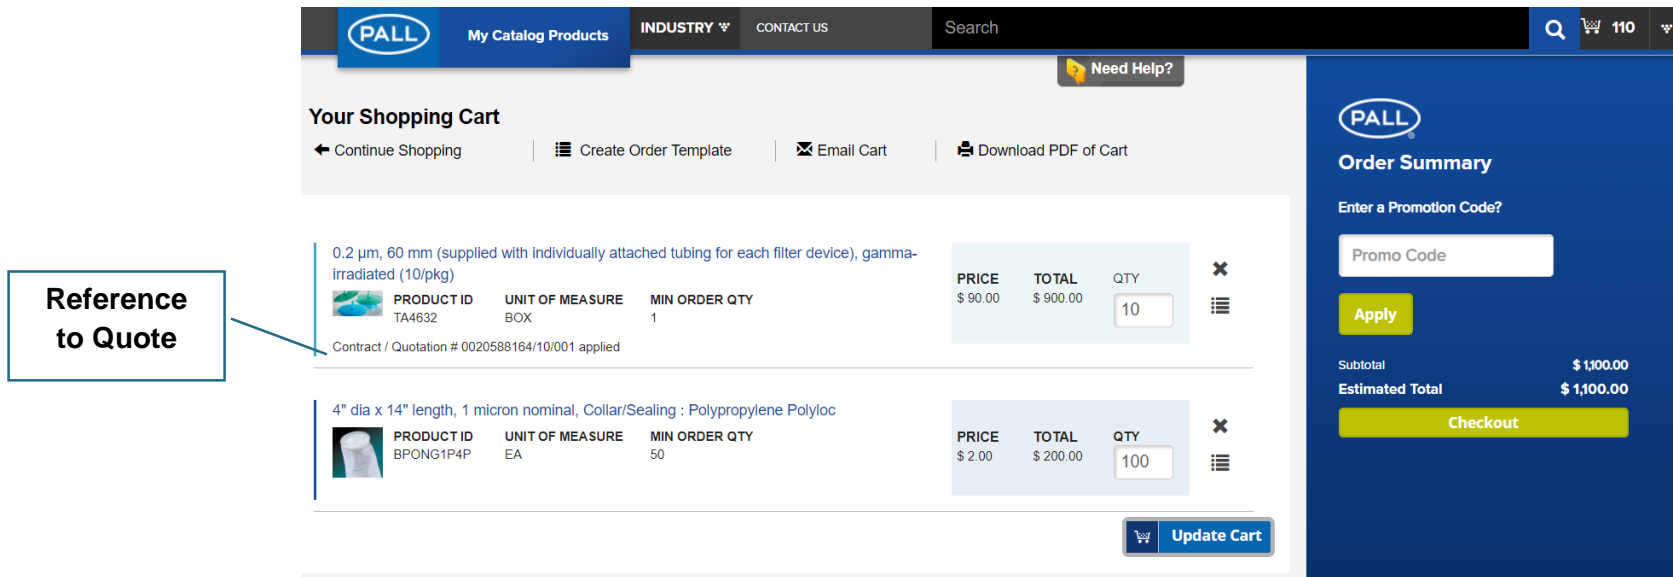 PALL
My Catalog Products
INDUSTRY
CONTACT US
Search
110
Need Help?
Your Shopping Cart
Continue Shopping
Create Order Template
Email Cart
Download PDF of Cart
Reference
to Quote
0.2 μm, 60 mm (supplied with individually attached tubing for each filter device), gamma-
irradiated (10/pkg)
PRODUCT ID UNIT OF MEASURE MIN ORDER QTY
TA4632 BOX 1
Contract / Quotation # 0020588164/10/001 applied
PRICE TOTAL QTY
$ 90.00 $ 900.00 10
4" dia x 14" length, 1 micron nominal, Collar/Sealing : Polypropylene Polyloc
PRODUCT ID UNIT OF MEASURE MIN ORDER QTY
BPONG1P4P EA 50
PRICE TOTAL QTY
$ 2.00 $ 200.00 100
Update Cart
PALL
Order Summary
Enter a Promotion Code?
Promo Code
Apply
Subtotal $ 1,100.00
Estimated Total $ 1,100.00
Checkout